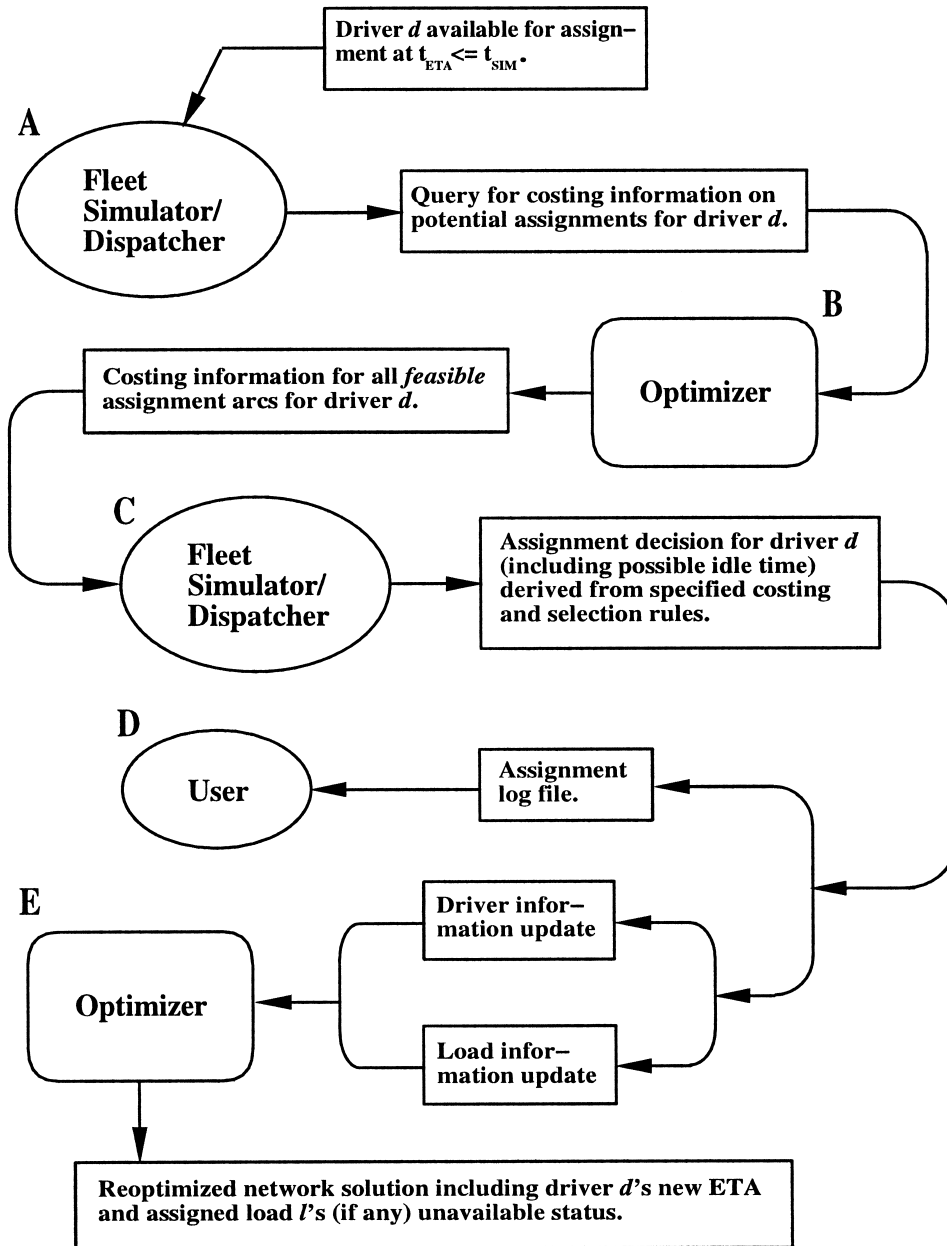 Driver d available for assign–
ment at tETA<= tSIM.
A
Fleet
Simulator/
Dispatcher
Query for costing information on
potential assignments for driver d.
B
Optimizer
Costing information for all feasible
assignment arcs for driver d.
C
Fleet
Simulator/
Dispatcher
Assignment decision for driver d
(including possible idle time)
derived from specified costing
and selection rules.
D
User
Assignment
log file.
E
Optimizer
Driver infor–
mation update
Load infor–
mation update
Reoptimized network solution including driver d's new ETA
and assigned load l's (if any) unavailable status.